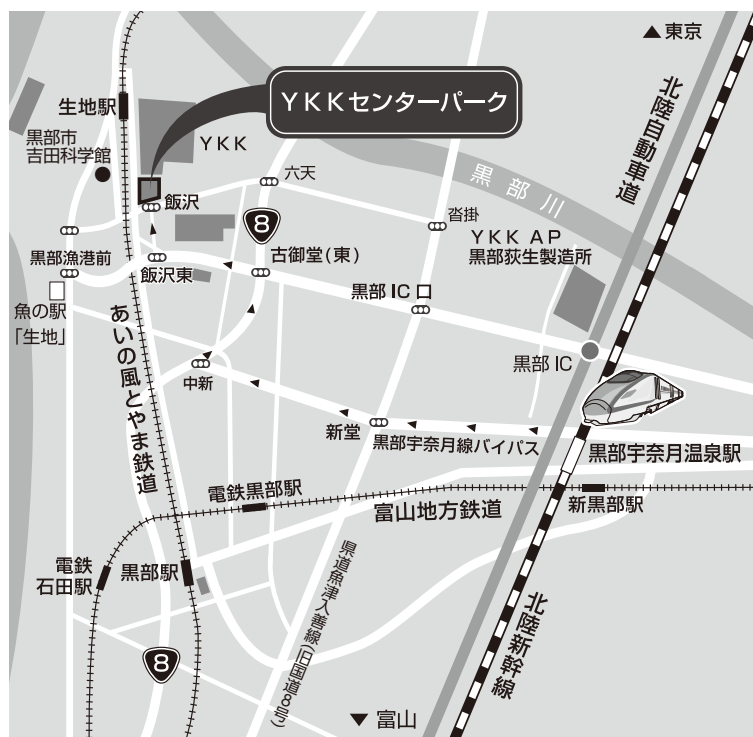 ▲東京
北陸自動車道
YKKセンターパーク
生地駅
YKK
黒部市
吉田科学館
六天
黒部川
飯沢
沓掛
8
YKK AP
黒部荻生製造所
古御堂(東)
黒部漁港前
飯沢東
魚の駅
「生地」
黒部IC口
あいの風とやま鉄道
黒部IC
中新
新堂
黒部宇奈月線バイパス
黒部宇奈月温泉駅
電鉄黒部駅
富山地方鉄道
新黒部駅
電鉄
石田駅
黒部駅
県道魚津入善線(旧国道8号)
北陸新幹線
8
▼富山